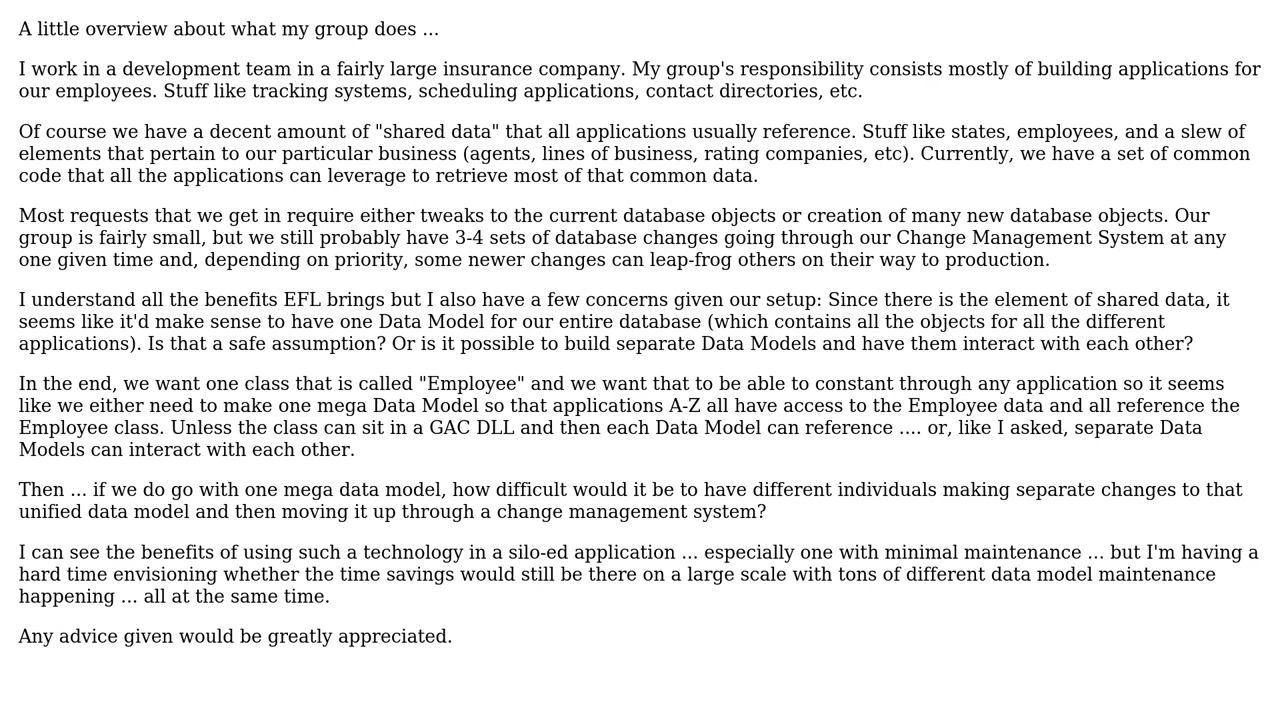 A little overview about what my group does ...
I work in a development team in a fairly large insurance company. My group's responsibility consists mostly of building applications for
our employees. Stuff like tracking systems, scheduling applications, contact directories, etc.
Of course we have a decent amount of "shared data" that all applications usually reference. Stuff like states, employees, and a slew of
elements that pertain to our particular business (agents, lines of business, rating companies, etc). Currently, we have a set of common
code that all the applications can leverage to retrieve most of that common data.
Most requests that we get in require either tweaks to the current database objects or creation of many new database objects. Our
group is fairly small, but we still probably have 3-4 sets of database changes going through our Change Management System at any
one given time and, depending on priority, some newer changes can leap-frog others on their way to production.
I understand all the benefits EFL brings but I also have a few concerns given our setup: Since there is the element of shared data, it
seems like it'd make sense to have one Data Model for our entire database (which contains all the objects for all the different
applications). Is that a safe assumption? Or is it possible to build separate Data Models and have them interact with each other?
In the end, we want one class that is called "Employee" and we want that to be able to constant through any application so it seems
like we either need to make one mega Data Model so that applications A-Z all have access to the Employee data and all reference the
Employee class. Unless the class can sit in a GAC DLL and then each Data Model can reference .... or, like I asked, separate Data
Models can interact with each other.
Then ... if we do go with one mega data model, how difficult would it be to have different individuals making separate changes to that
unified data model and then moving it up through a change management system?
I can see the benefits of using such a technology in a silo-ed application ... especially one with minimal maintenance ... but I'm having a
hard time envisioning whether the time savings would still be there on a large scale with tons of different data model maintenance
happening ... all at the same time.
Any advice given would be greatly appreciated.